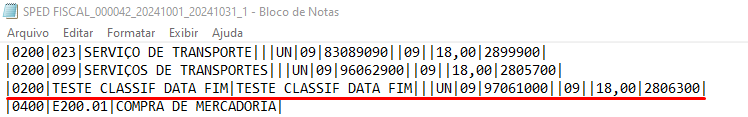 SPED FISCAL_000042_20241001_20241031_1 - Bloco de Notas
Arquivo Editar Formatar Exibir Ajuda
|0200|023|SERVIÇO DE TRANSPORTE|||UN|09|83089090||09||18,00|2899900|
|0200|099|SERVIÇOS DE TRANSPORTES|||UN|09|96062900||09||18,00|2805700|
|0200|TESTE CLASSIF DATA FIM|TESTE CLASSIF DATA FIM|||UN|09|97061000||09||18,00|2806300|
|0400|E200.01|COMPRA DE MERCADORIA|